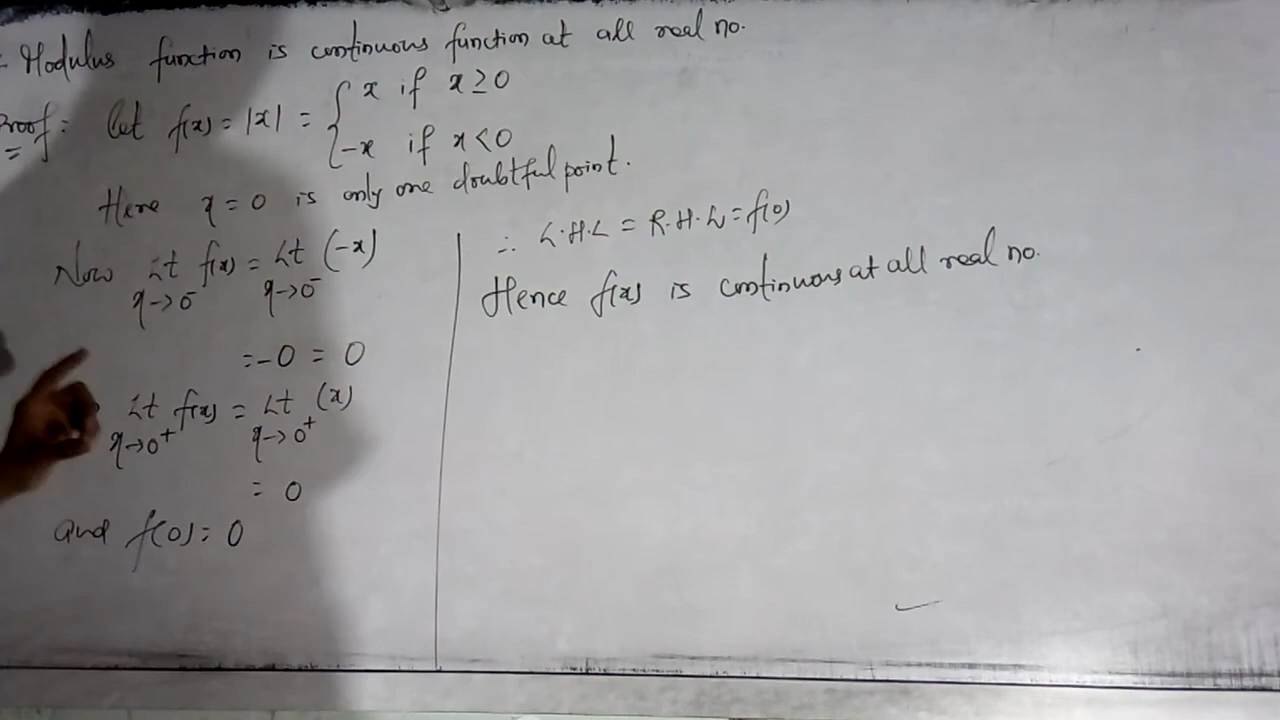 Modulus function is continuous function at all real no.
Proof: let f(x) = |x| = { x if x ≥ 0
-x if x < 0
Here x = 0 is only one doubtful point.
Now Lt f(x) = Lt (-x)
x→0⁻ x→0⁻
= -0 = 0
Lt f(x) = Lt (x)
x→0⁺ x→0⁺
= 0
and f(0) = 0
∴ L.H.L = R.H.L = f(0)
Hence f(x) is continuous at all real no.